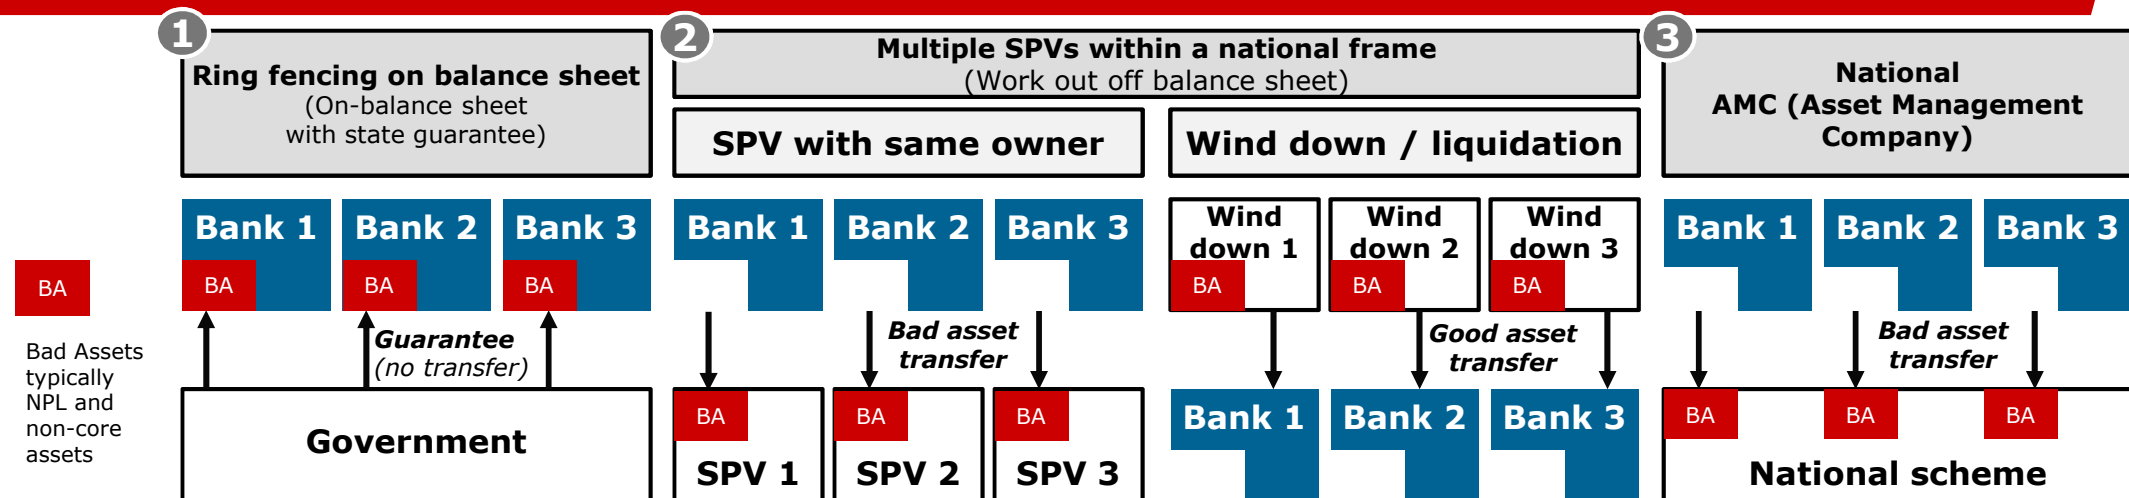 1
Ring fencing on balance sheet
(On-balance sheet
with state guarantee)
2
Multiple SPVs within a national frame
(Work out off balance sheet)
SPV with same owner
Wind down / liquidation
3
National
AMC (Asset Management
Company)
Bank 1
Bank 2
Bank 3
BA
BA
BA
Guarantee
(no transfer)
Government
Bank 1
Bank 2
Bank 3
Bad asset
transfer
BA
BA
BA
SPV 1
SPV 2
SPV 3
Wind
down 1
Wind
down 2
Wind
down 3
BA
BA
BA
Good asset
transfer
Bank 1
Bank 2
Bank 3
Bank 1
Bank 2
Bank 3
Bad asset
transfer
BA
BA
BA
National scheme
BA
Bad Assets
typically
NPL and
non-core
assets